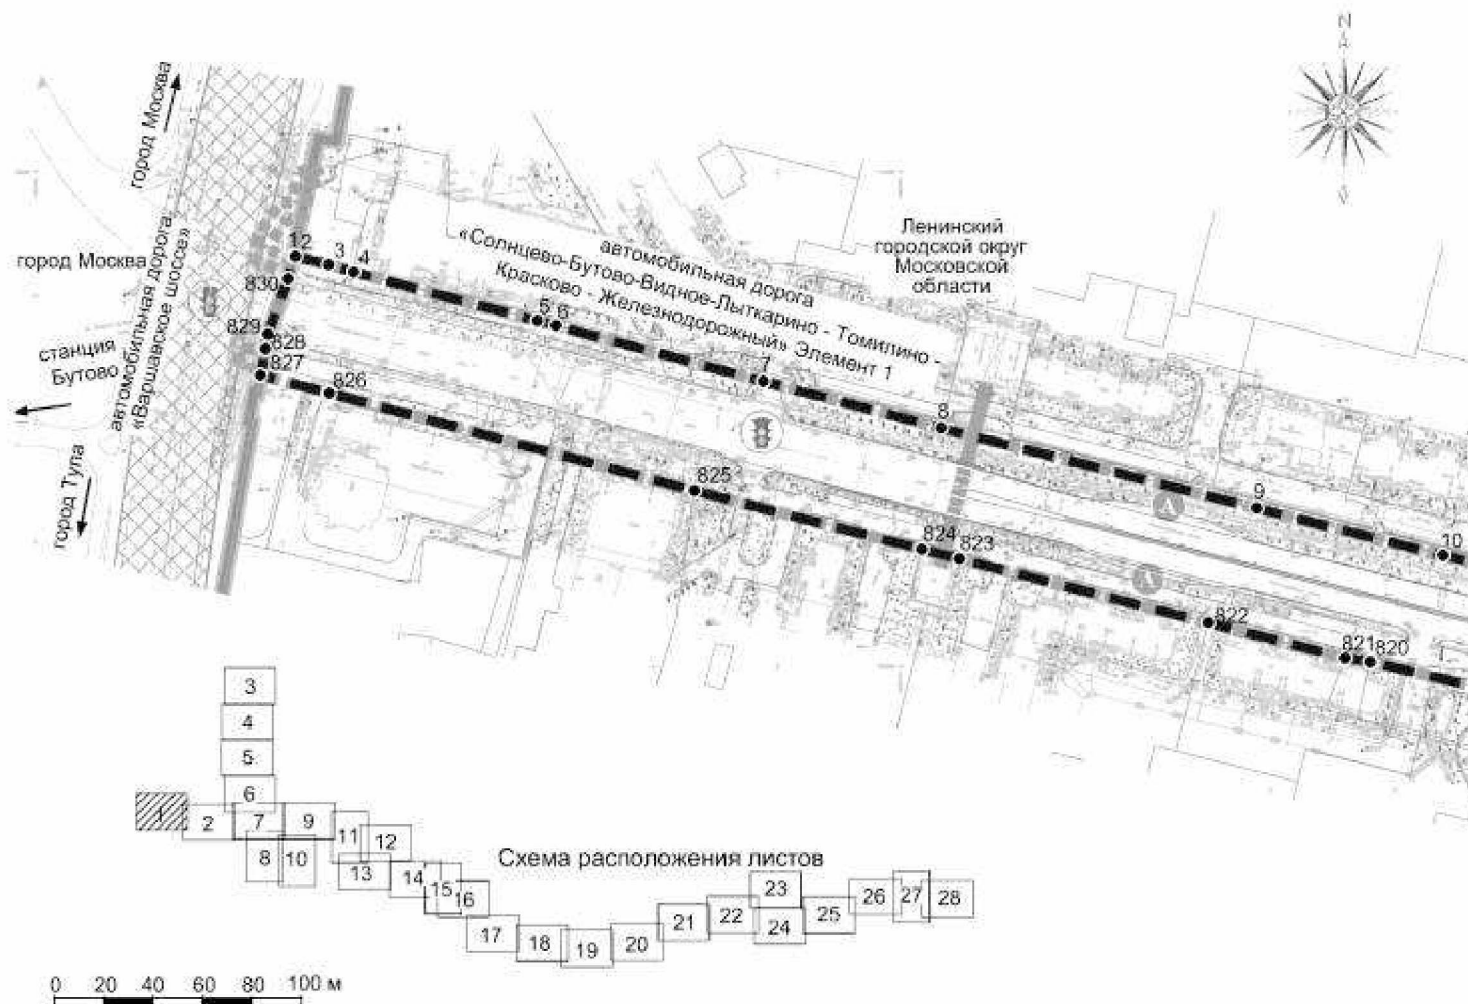 N
город Москва
автомобильная дорога
«Варшавское шоссе»
город Москва
станция
Бутово
город Тула
автомобильная дорога
«Солнцево-Бутово-Видное-Лыткарино - Томилино -
Красково - Железнодорожный» Элемент 1
Ленинский
городской округ
Московской
области
12
3
4
5
6
7
8
9
10
830
829
828
827
826
825
824
823
822
821
820
3
4
5
6
1
2
7
9
8
10
11
12
13
14
15
16
17
18
19
20
21
22
23
24
25
26
27
28
Схема расположения листов
0 20 40 60 80 100 м